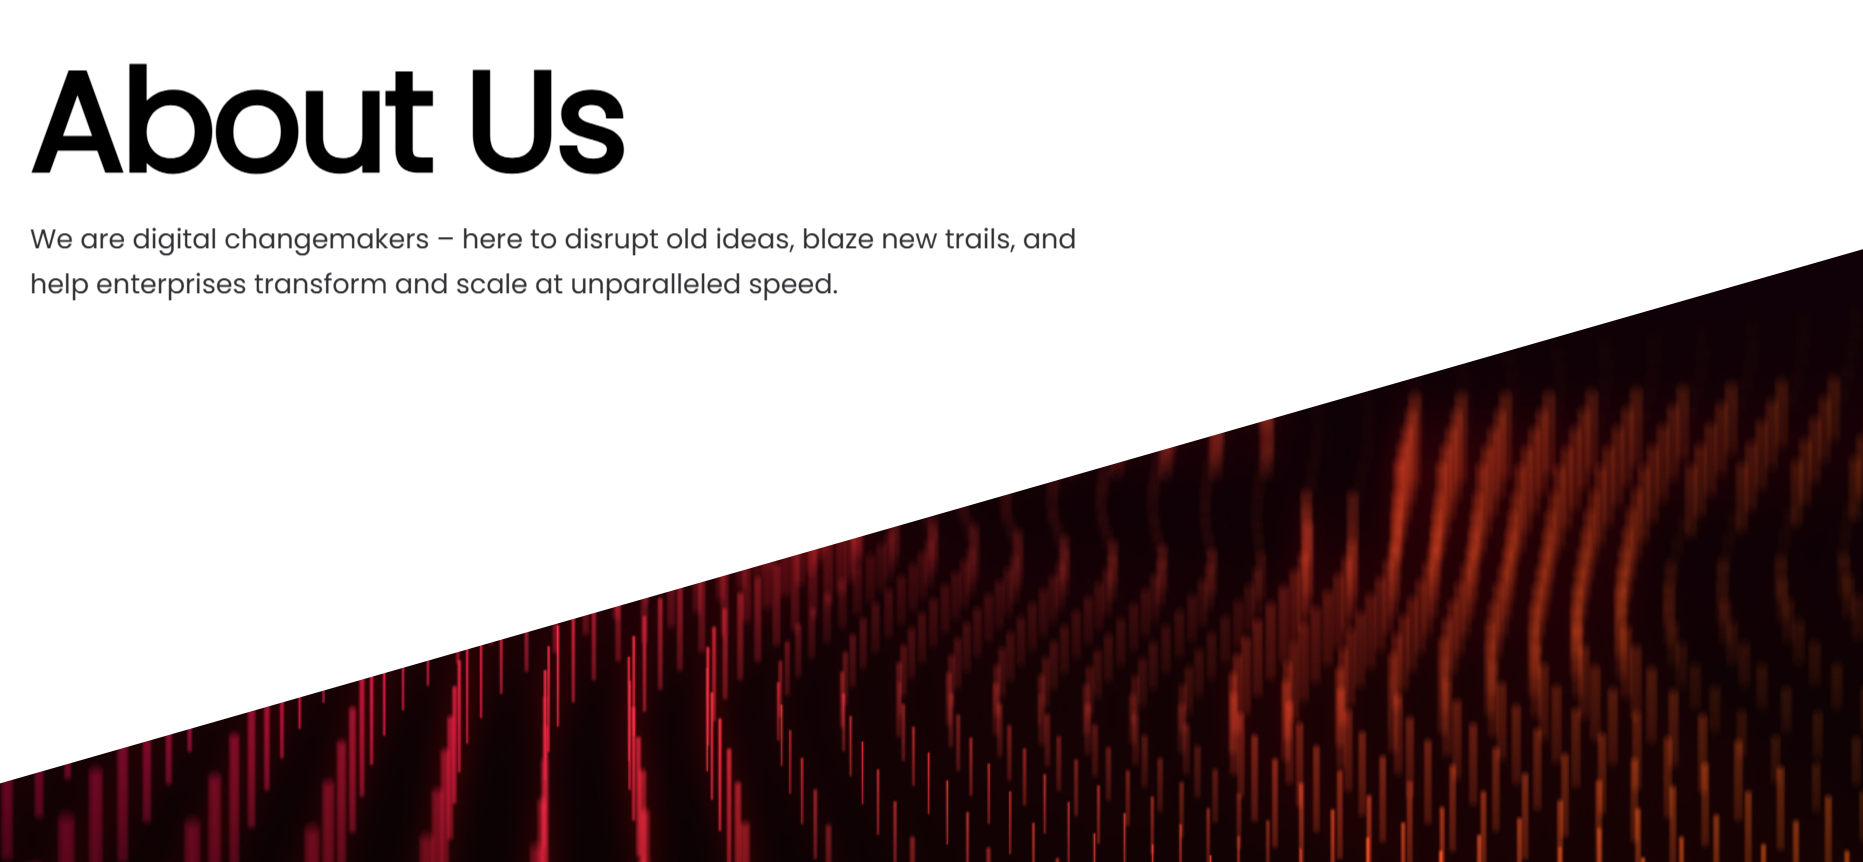 About Us
We are digital changemakers – here to disrupt old ideas, blaze new trails, and
help enterprises transform and scale at unparalleled speed.